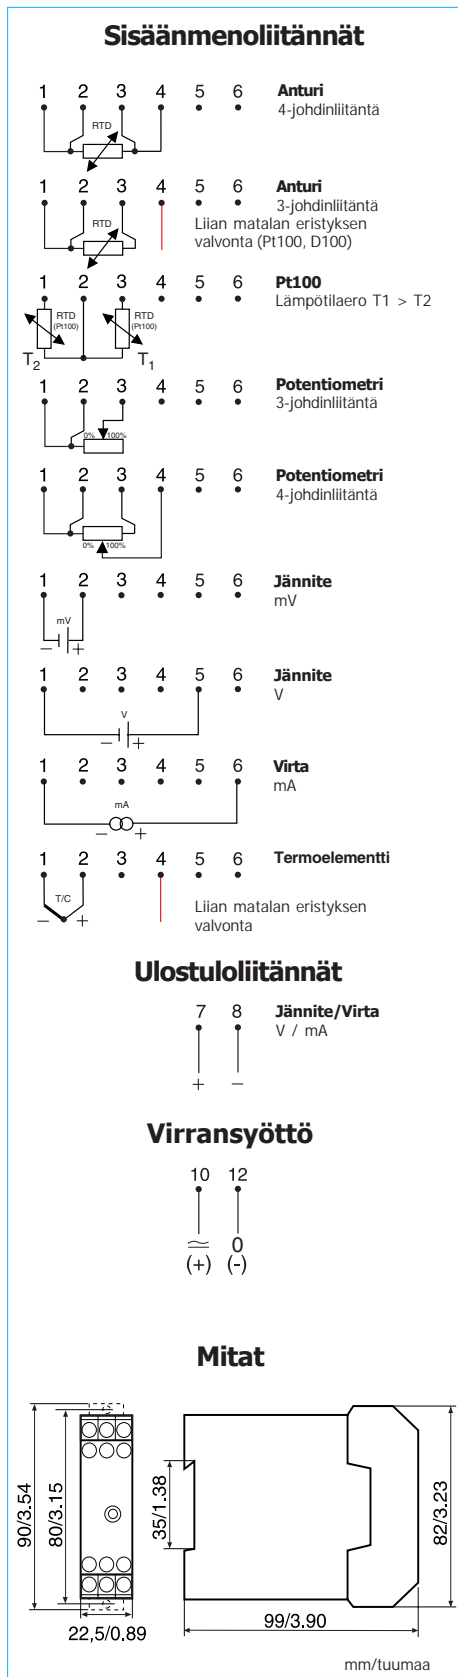 Sisäänmenoliitännät
1 2 3 4 5 6
RTD
Anturi
4-johdinliitäntä
1 2 3 4 5 6
RTD
Anturi
3-johdinliitäntä
Liian matalan eristyksen
valvonta (Pt100, D100)
1 2 3 4 5 6
RTD RTD
(Pt100) (Pt100)
T2 T1
Pt100
Lämpötilaero T1 > T2
1 2 3 4 5 6
0% 100%
Potentiometri
3-johdinliitäntä
1 2 3 4 5 6
0% 100%
Potentiometri
4-johdinliitäntä
1 2 3 4 5 6
mV
− +
Jännite
mV
1 2 3 4 5 6
V
− +
Jännite
V
1 2 3 4 5 6
mA
− +
Virta
mA
1 2 3 4 5 6
T/C
− +
Termoelementti
Liian matalan eristyksen
valvonta
Ulostuloliitännät
7 8
+ −
Jännite/Virta
V / mA
Virransyöttö
10 12
≂ 0
(+) (-)
Mitat
90/3.54
80/3.15
35/1.38
82/3.23
22,5/0.89
99/3.90
mm/tuumaa